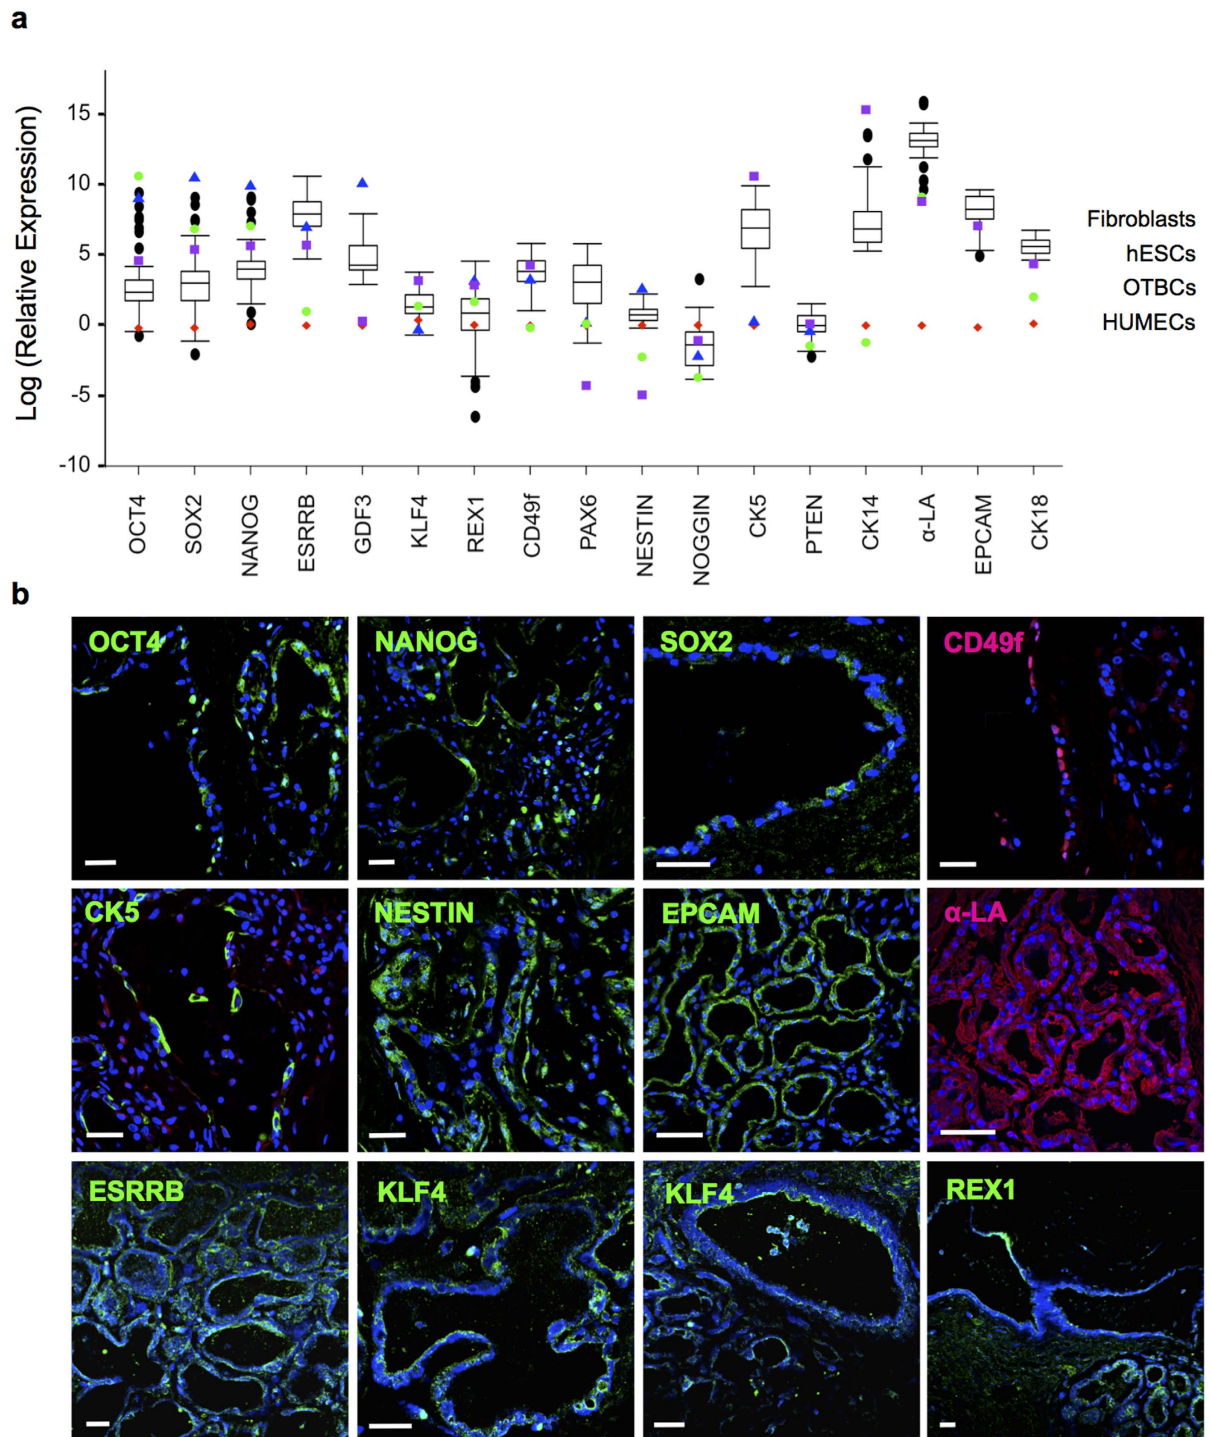 a
Log (Relative Expression)
15
10
5
0
-5
-10
OCT4
SOX2
NANOG
ESRRB
GDF3
KLF4
REX1
CD49f
PAX6
NESTIN
NOGGIN
CK5
PTEN
CK14
α-LA
EPCAM
CK18
Fibroblasts
hESCs
OTBCs
HUMECs
b
OCT4
NANOG
SOX2
CD49f
CK5
NESTIN
EPCAM
α-LA
ESRRB
KLF4
KLF4
REX1